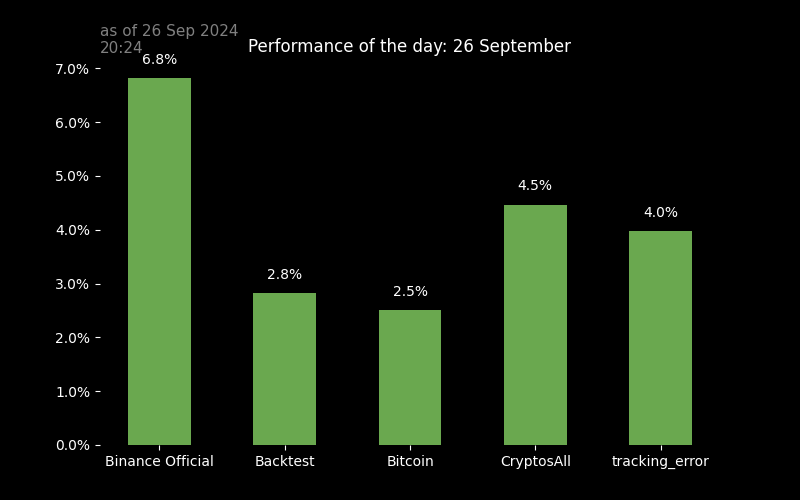 as of 26 Sep 2024
20:24
Performance of the day: 26 September
7.0%
6.0%
5.0%
4.0%
3.0%
2.0%
1.0%
0.0%
6.8%
2.8%
2.5%
4.5%
4.0%
Binance Official
Backtest
Bitcoin
CryptosAll
tracking_error